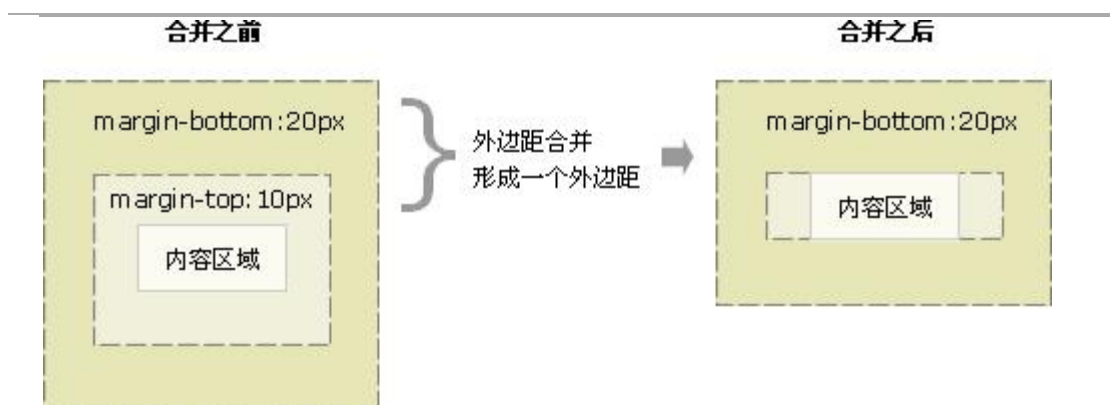 合并之前
合并之后
margin-bottom:20px
margin-top:10px
内容区域
外边距合并
形成一个外边距
margin-bottom:20px
内容区域